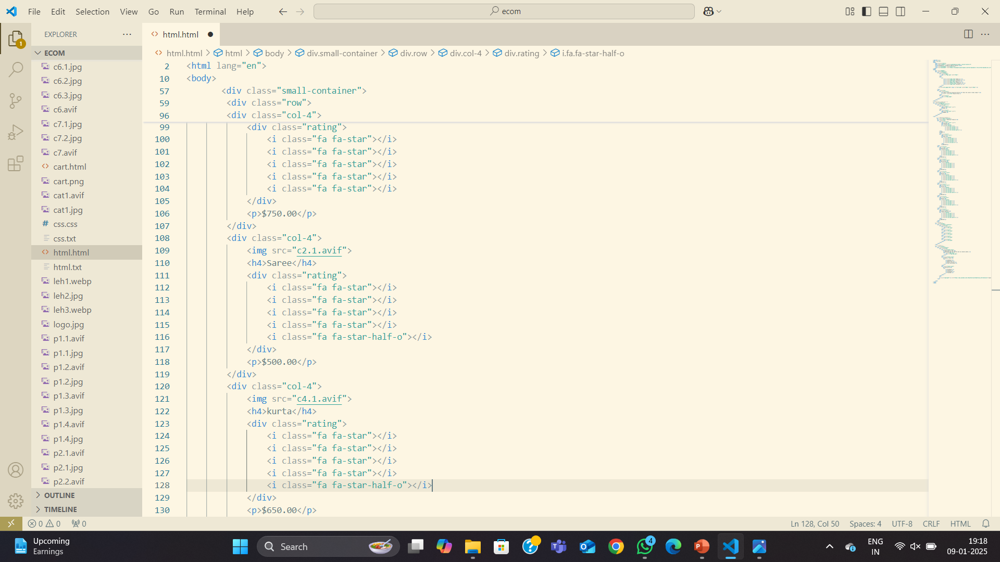 File Edit Selection View Go Run Terminal Help
ecom
EXPLORER
html.html
1
ECOM
c6.1.jpg
c6.2.jpg
c6.3.jpg
c6.avif
c7.1.jpg
c7.2.jpg
c7.avif
cart.html
cart.png
cat1.avif
cat1.jpg
css.css
css.txt
html.html
html.txt
leh1.webp
leh2.jpg
leh3.webp
logo.jpg
p1.1.avif
p1.1.jpg
p1.2.avif
p1.2.jpg
p1.3.avif
p1.3.jpg
p1.4.avif
p1.4.jpg
p2.1.avif
p2.1.jpg
p2.2.avif
OUTLINE
TIMELINE
html.html > html > body > div.small-container > div.row > div.col-4 > div.rating > i.fa.fa-star-half-o
2 <html lang="en">
10 <body>
57 <div class="small-container">
59 <div class="row">
96 <div class="col-4">
99 <div class="rating">
100 <i class="fa fa-star"></i>
101 <i class="fa fa-star"></i>
102 <i class="fa fa-star"></i>
103 <i class="fa fa-star"></i>
104 <i class="fa fa-star"></i>
105 </div>
106 <p>$750.00</p>
107 </div>
108 <div class="col-4">
109 <img src="c2.1.avif">
110 <h4>Saree</h4>
111 <div class="rating">
112 <i class="fa fa-star"></i>
113 <i class="fa fa-star"></i>
114 <i class="fa fa-star"></i>
115 <i class="fa fa-star"></i>
116 <i class="fa fa-star-half-o"></i>
117 </div>
118 <p>$500.00</p>
119 </div>
120 <div class="col-4">
121 <img src="c4.1.avif">
122 <h4>kurta</h4>
123 <div class="rating">
124 <i class="fa fa-star"></i>
125 <i class="fa fa-star"></i>
126 <i class="fa fa-star"></i>
127 <i class="fa fa-star"></i>
128 <i class="fa fa-star-half-o"></i>
129 </div>
130 <p>$650.00</p>
0 0 0
Ln 128, Col 50 Spaces: 4 UTF-8 CRLF HTML
Upcoming
Earnings
Search
4
ENG
IN
19:18
09-01-2025